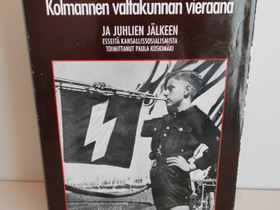 Kolmannen valtakunnan vieraana
JA JUHLIEN JÄLKEEN
ESSEITÄ KANSALLISSOSIALISMISTA
TOIMITTANUT PAULA KOSKIMÄKI